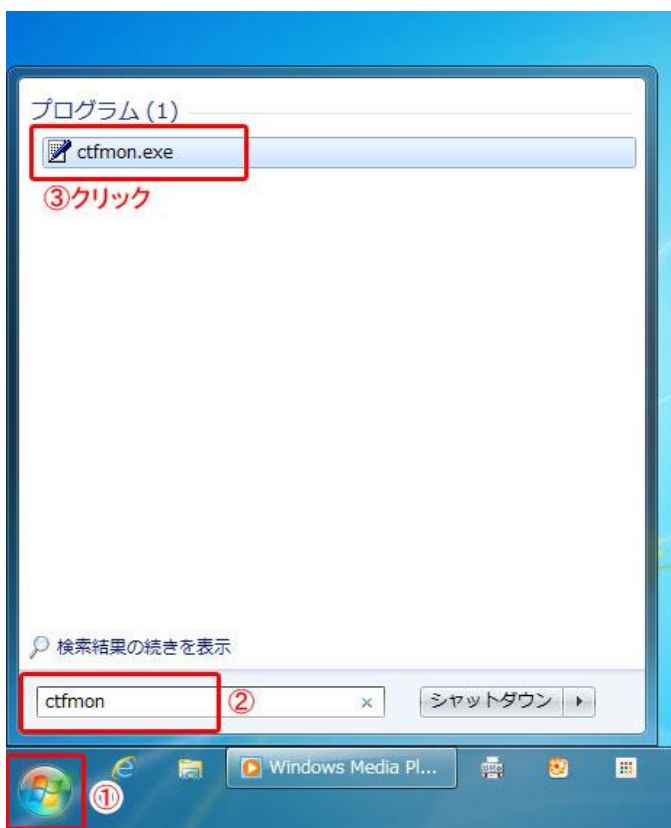 プログラム (1)
ctfmon.exe
③クリック
検索結果の続きを表示
ctfmon
②
シャットダウン
Windows Media Pl...
①